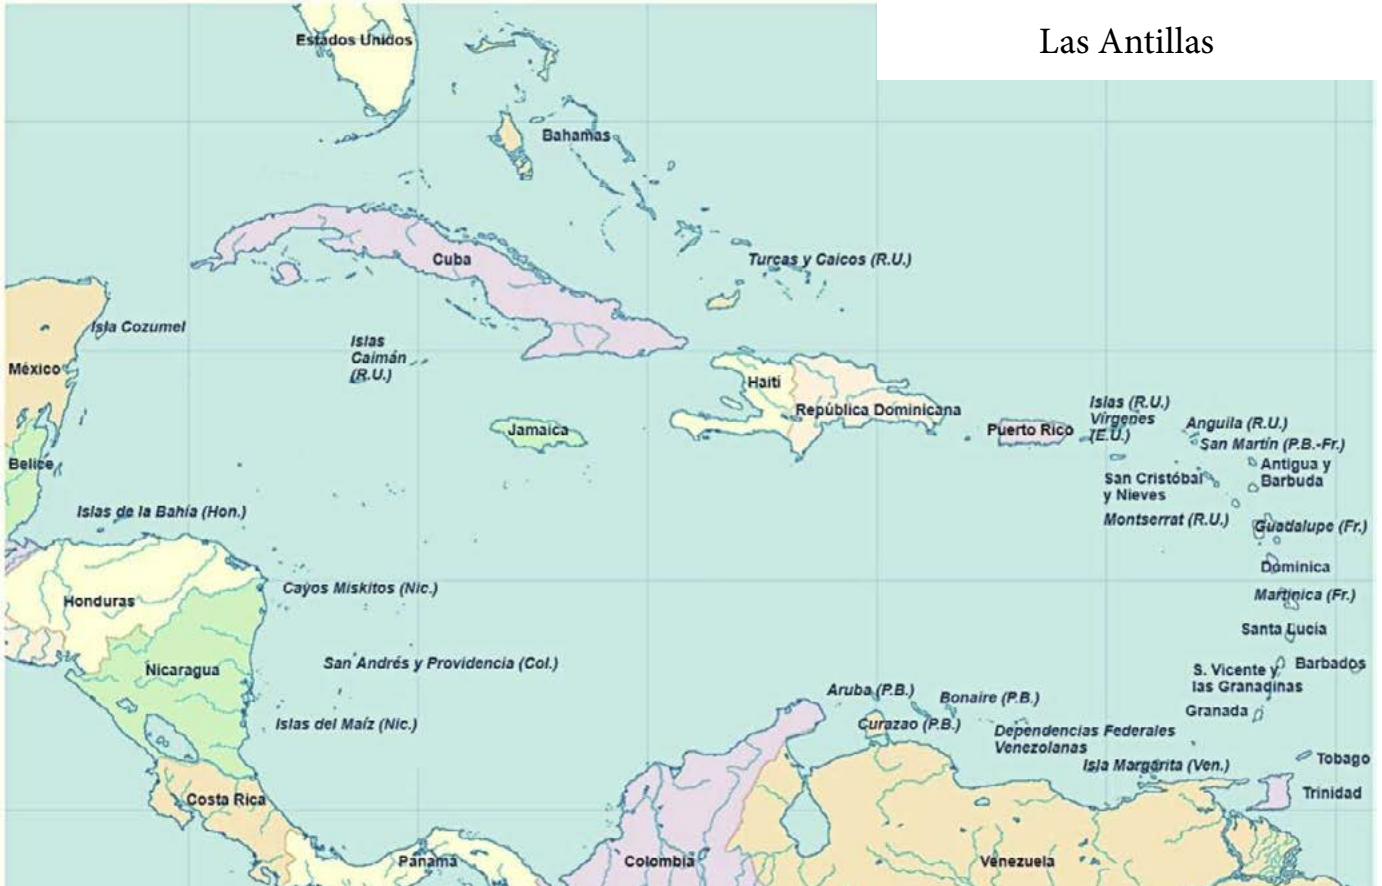 Las Antillas
Estados Unidos
Bahamas
Cuba
Turcas y Caicos (R.U.)
Isla Cozumel
Islas
Caimán
(R.U.)
México
Haití
República Dominicana
Jamaica
Puerto Rico
Islas (R.U.)
Vírgenes
(E.U.)
Anguila (R.U.)
San Martín (P.B.-Fr.)
Belice
Antigua y
Barbuda
San Cristóbal
y Nieves
Islas de la Bahía (Hon.)
Montserrat (R.U.)
Guadalupe (Fr.)
Dominica
Cayos Miskitos (Nic.)
Honduras
Martinica (Fr.)
Santa Lucía
San Andrés y Providencia (Col.)
Nicaragua
S. Vicente y
las Granadinas
Barbados
Aruba (P.B.)
Bonaire (P.B.)
Granada
Islas del Maíz (Nic.)
Curazao (P.B.)
Dependencias Federales
Venezolanas
Isla Margarita (Ven.)
Tobago
Trinidad
Costa Rica
Panamá
Colombia
Venezuela